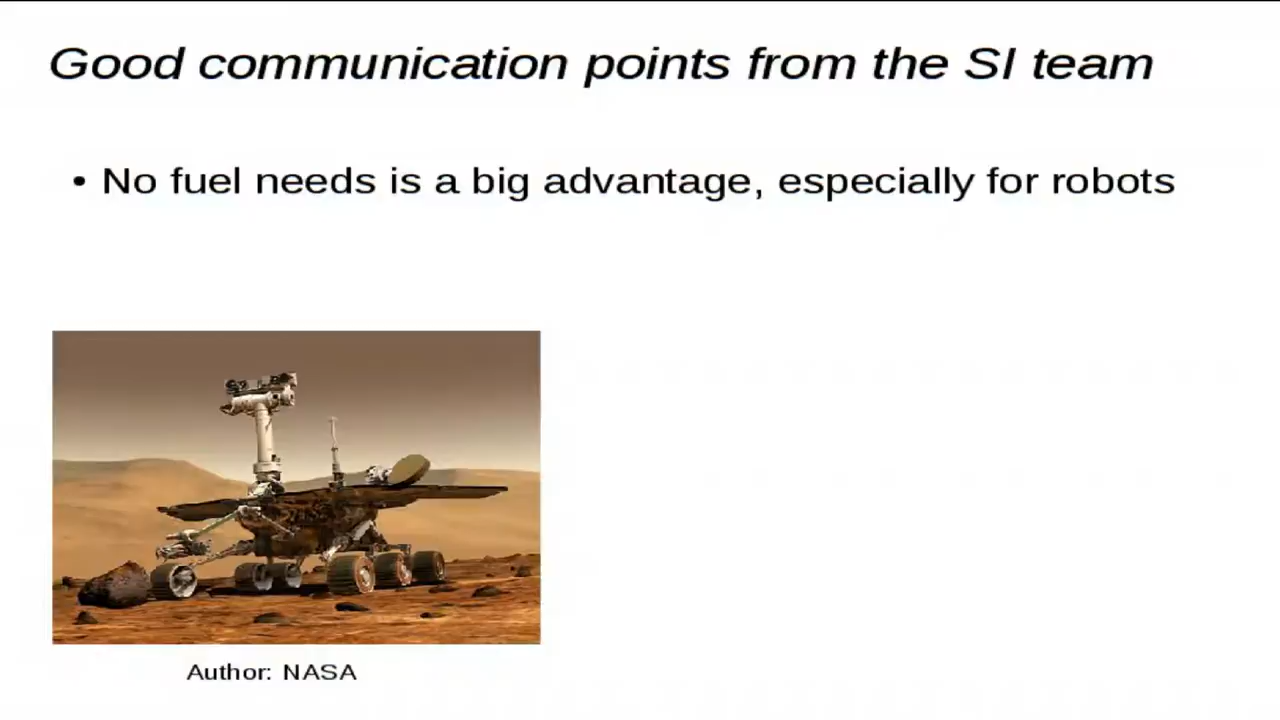 Good communication points from the SI team
• No fuel needs is a big advantage, especially for robots
Author: NASA